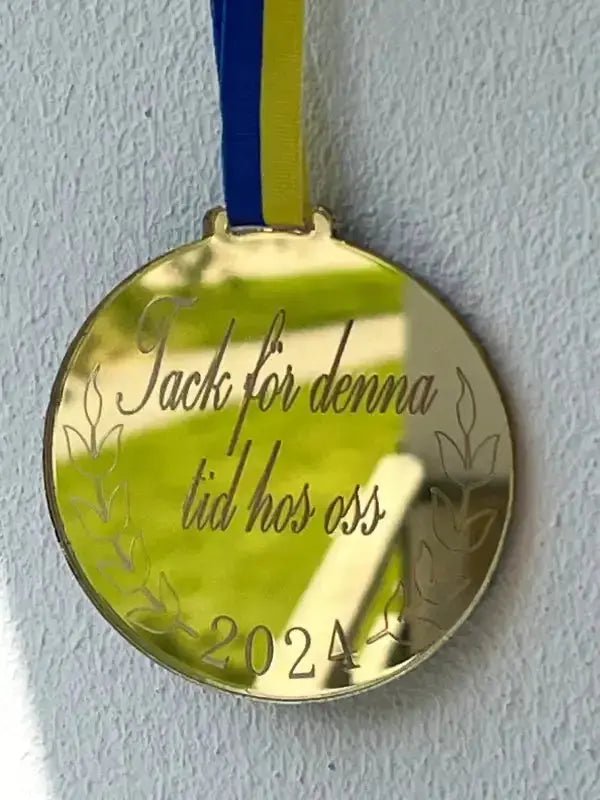 Tack för denna
tid hos oss
2024